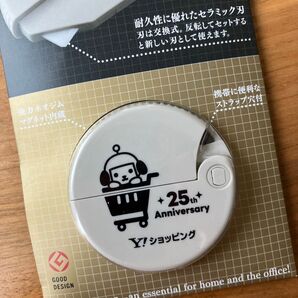 耐久性に優れたセラミック刃
刃は交換式。反転してセットする
と新しい刃として使えます。
強力ネオジム
マグネット内蔵
携帯に便利な
ストラップ穴付
25th
Anniversary
Y!ショッピング
GOOD
DESIGN
an essential for home and the office!